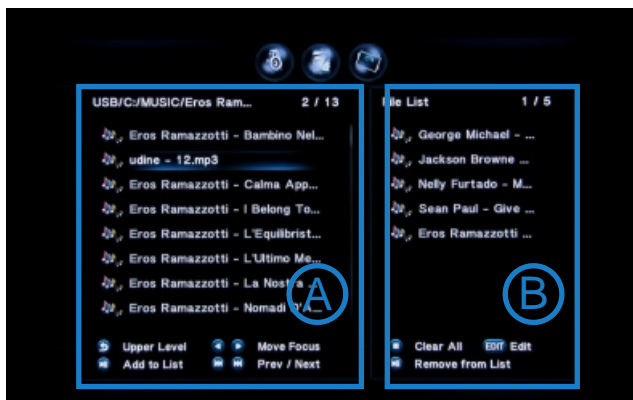 USB/C:/MUSIC/Eros Ram... 2 / 13
Eros Ramazzotti - Bambino Nel...
udine - 12.mp3
Eros Ramazzotti - Calma App...
Eros Ramazzotti - I Belong To...
Eros Ramazzotti - L'Equilibrist...
Eros Ramazzotti - L'Ultimo Me...
Eros Ramazzotti - La Nostra ...
Eros Ramazzotti - Nomadi D'A...
A
Upper Level Move Focus
Add to List Prev / Next
File List 1 / 5
George Michael - ...
Jackson Browne ...
Nelly Furtado - M...
Sean Paul - Give ...
Eros Ramazzotti ...
B
Clear All EDIT Edit
Remove from List